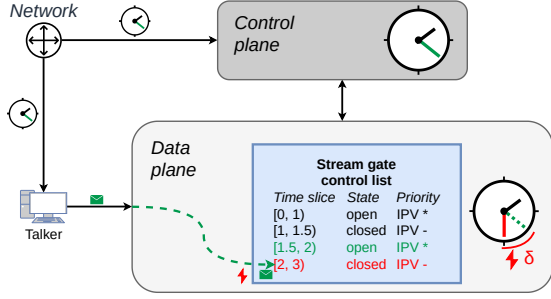 Network
Control
plane
Data
plane
Stream gate
control list
Time slice State Priority
[0, 1) open IPV *
[1, 1.5) closed IPV -
[1.5, 2) open IPV *
[2, 3) closed IPV -
Talker
δ